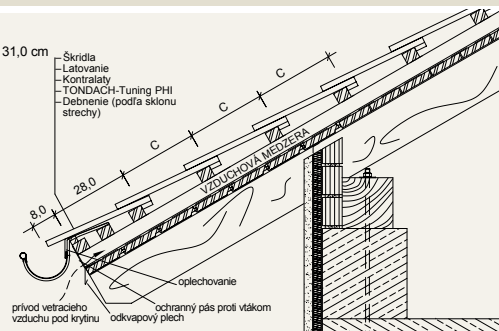 31,0 cm
Škridla
Latovanie
Kontralaty
TONDACH-Tuning PHI
Debnenie (podľa sklonu
strechy)
C
C
C
28,0
8,0
VZDUCHOVÁ MEDZERA
oplechovanie
ochranný pás proti vtákom
odkvapový plech
prívod vetracieho
vzduchu pod krytinu